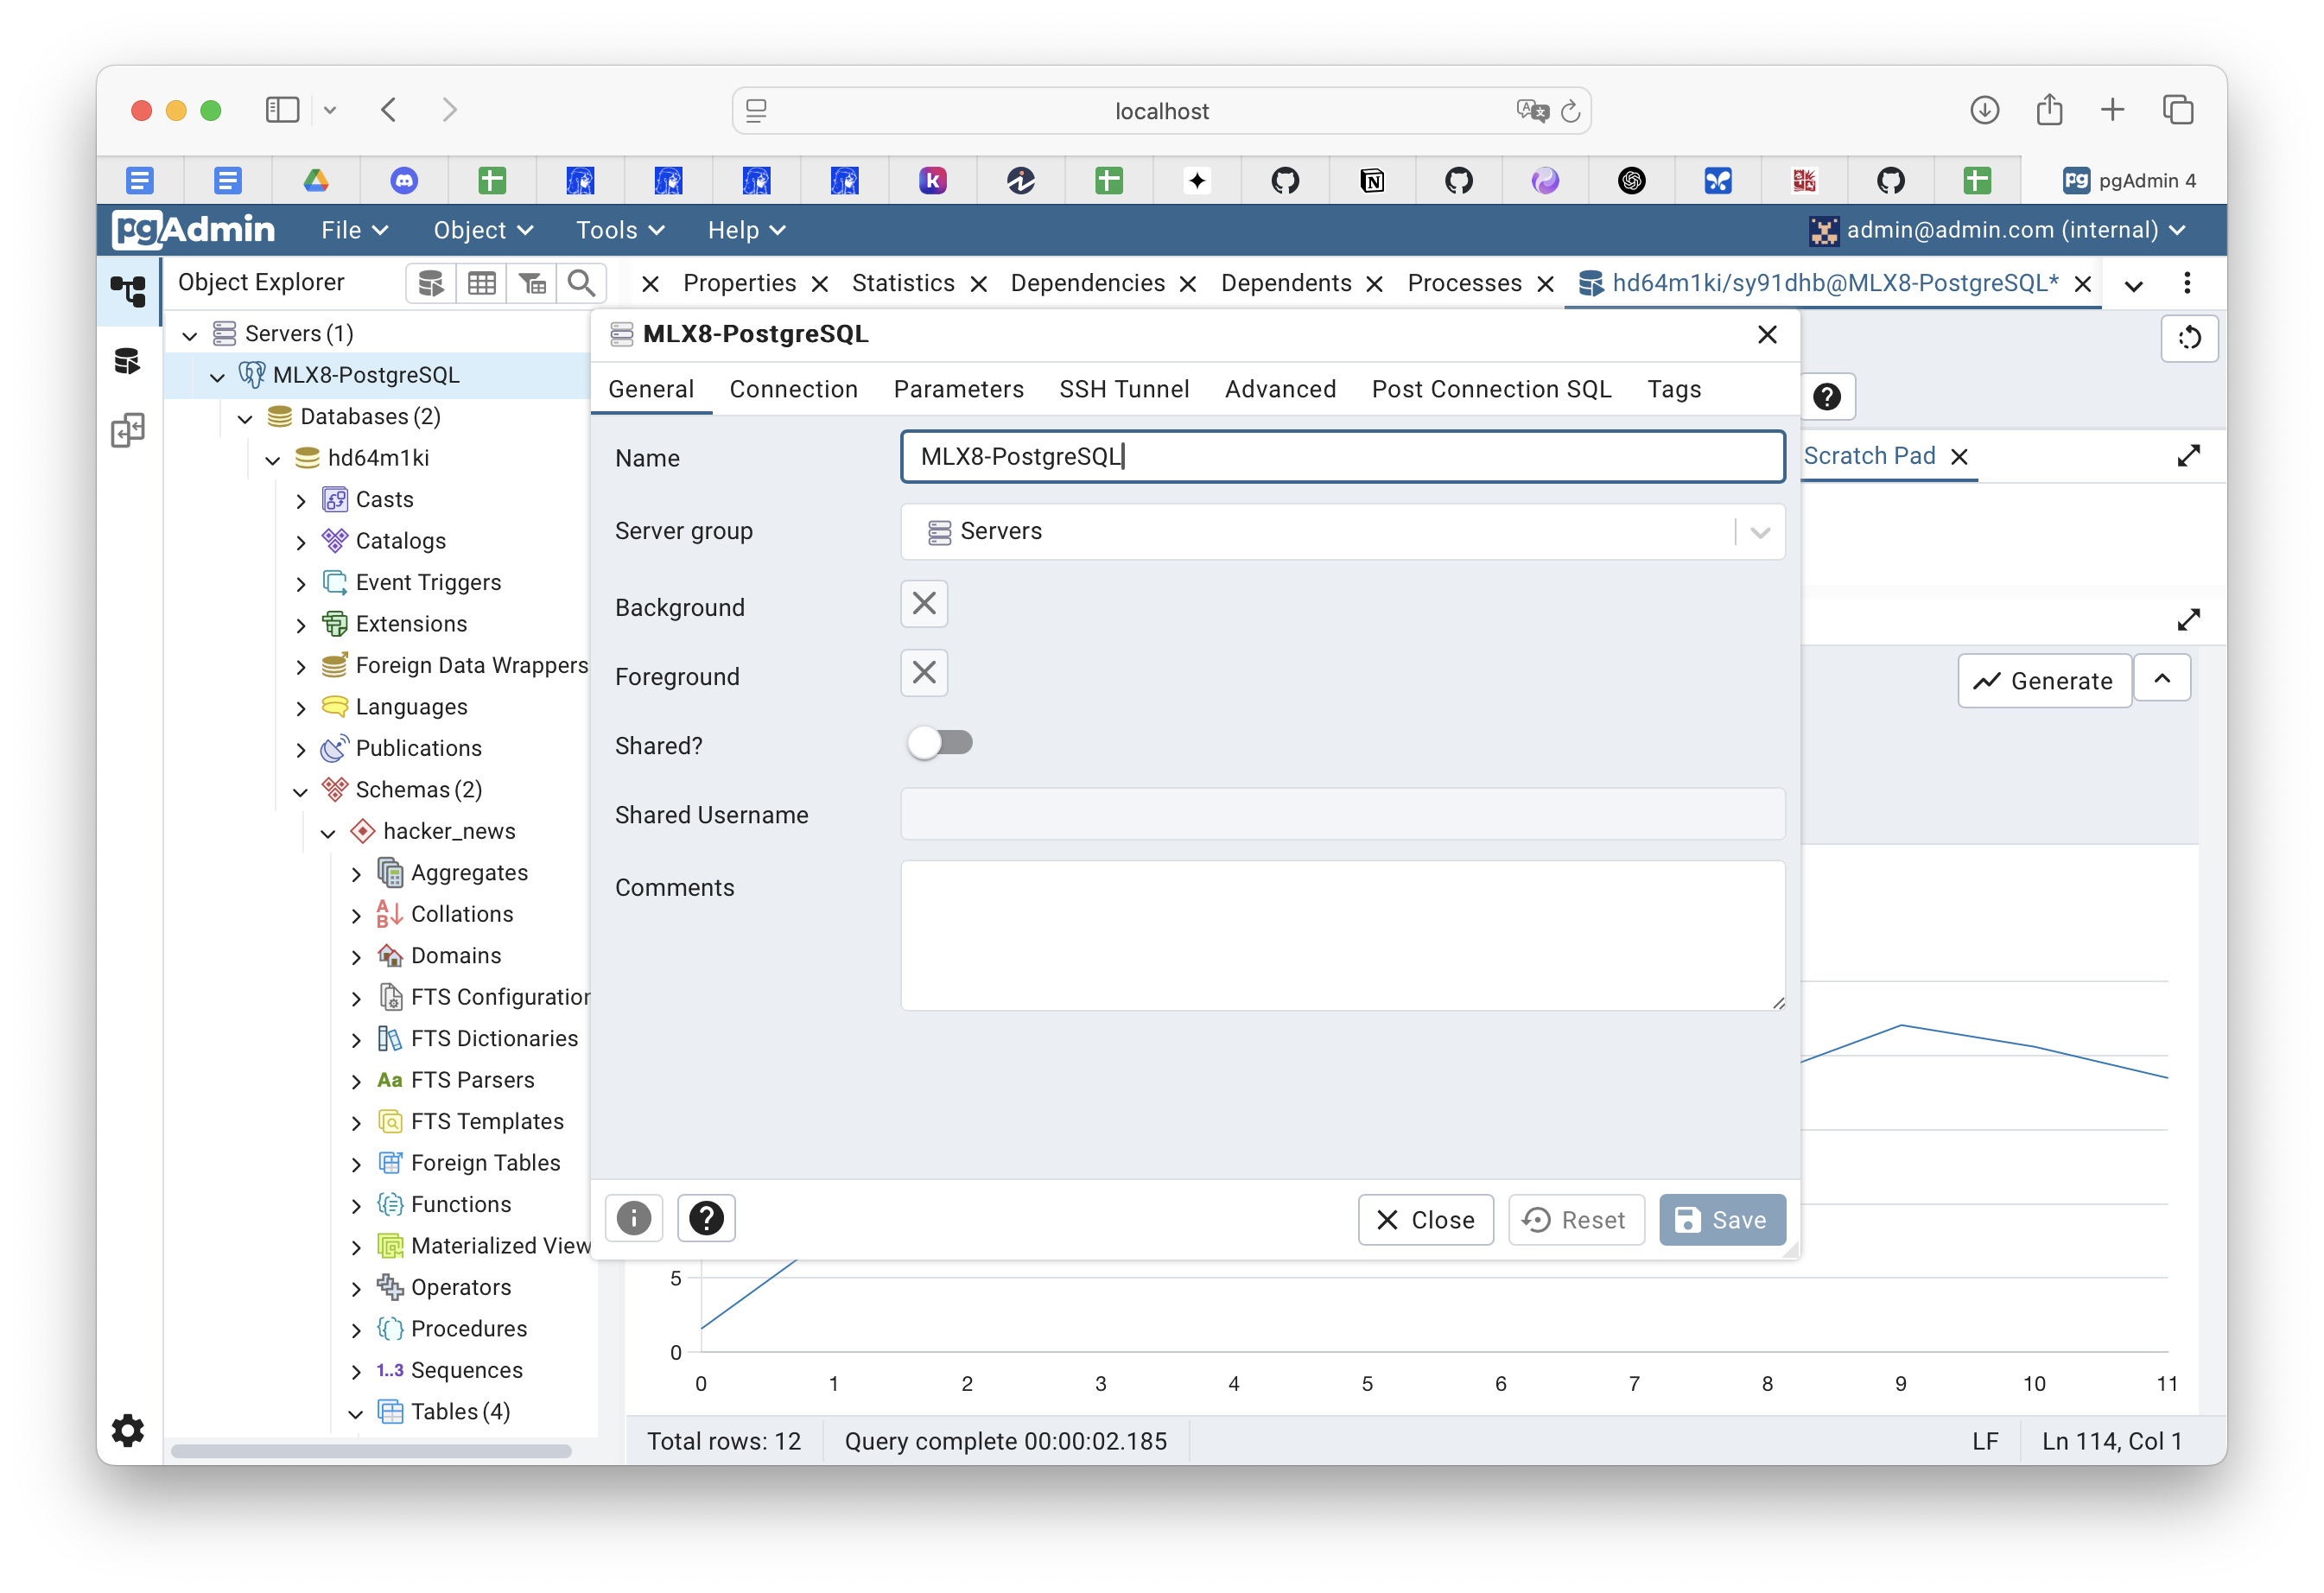 localhost
pgAdmin 4
pgAdmin File Object Tools Help admin@admin.com (internal)
Object Explorer
Properties Statistics Dependencies Dependents Processes hd64m1ki/sy91dhb@MLX8-PostgreSQL*
Servers (1)
MLX8-PostgreSQL
Databases (2)
hd64m1ki
Casts
Catalogs
Event Triggers
Extensions
Foreign Data Wrappers
Languages
Publications
Schemas (2)
hacker_news
Aggregates
Collations
Domains
FTS Configuration
FTS Dictionaries
Aa FTS Parsers
FTS Templates
Foreign Tables
Functions
Materialized View
Operators
Procedures
1..3 Sequences
Tables (4)
MLX8-PostgreSQL
General Connection Parameters SSH Tunnel Advanced Post Connection SQL Tags
Name MLX8-PostgreSQL
Server group Servers
Background
Foreground
Shared?
Shared Username
Comments
Close Reset Save
Scratch Pad
Generate
5
0
0 1 2 3 4 5 6 7 8 9 10 11
Total rows: 12 Query complete 00:00:02.185 LF Ln 114, Col 1